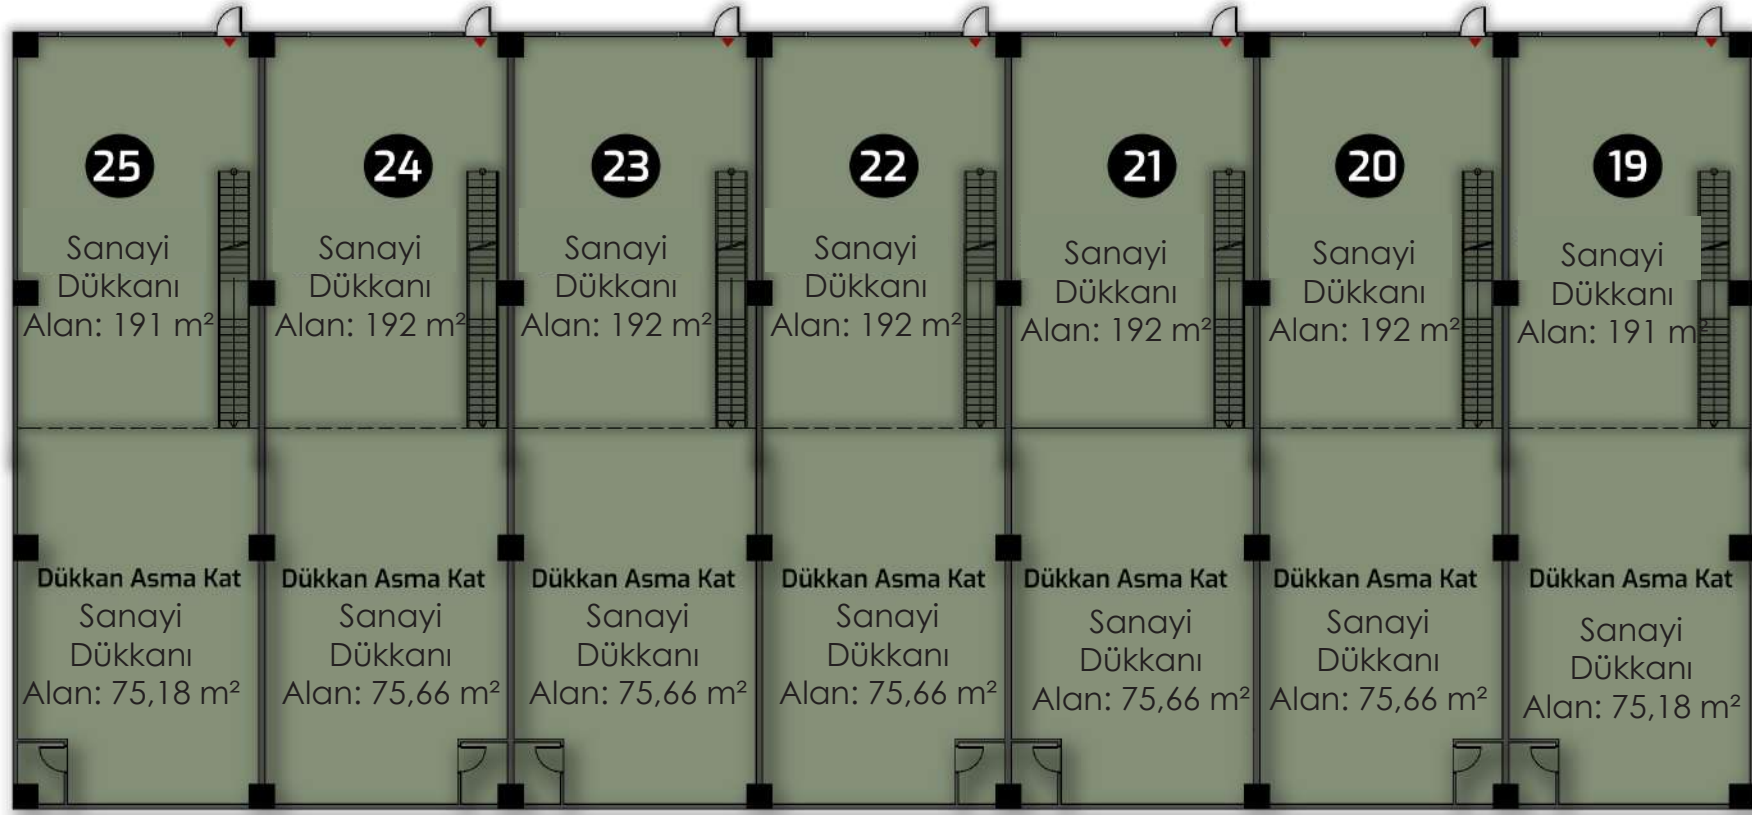 25
Sanayi
Dükkanı
Alan: 191 m²
24
Sanayi
Dükkanı
Alan: 192 m²
23
Sanayi
Dükkanı
Alan: 192 m²
22
Sanayi
Dükkanı
Alan: 192 m²
21
Sanayi
Dükkanı
Alan: 192 m²
20
Sanayi
Dükkanı
Alan: 192 m²
19
Sanayi
Dükkanı
Alan: 191 m²
Dükkan Asma Kat
Sanayi
Dükkanı
Alan: 75,18 m²
Dükkan Asma Kat
Sanayi
Dükkanı
Alan: 75,66 m²
Dükkan Asma Kat
Sanayi
Dükkanı
Alan: 75,66 m²
Dükkan Asma Kat
Sanayi
Dükkanı
Alan: 75,66 m²
Dükkan Asma Kat
Sanayi
Dükkanı
Alan: 75,66 m²
Dükkan Asma Kat
Sanayi
Dükkanı
Alan: 75,66 m²
Dükkan Asma Kat
Sanayi
Dükkanı
Alan: 75,18 m²